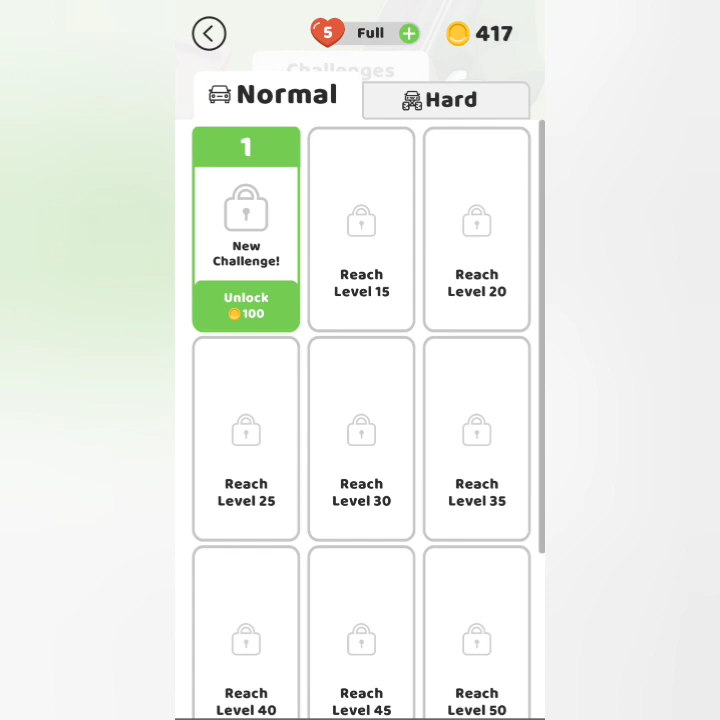 5 Full 417
Challenges
Normal
Hard
1
New
Challenge!
Unlock
100
Reach
Level 15
Reach
Level 20
Reach
Level 25
Reach
Level 30
Reach
Level 35
Reach
Level 40
Reach
Level 45
Reach
Level 50